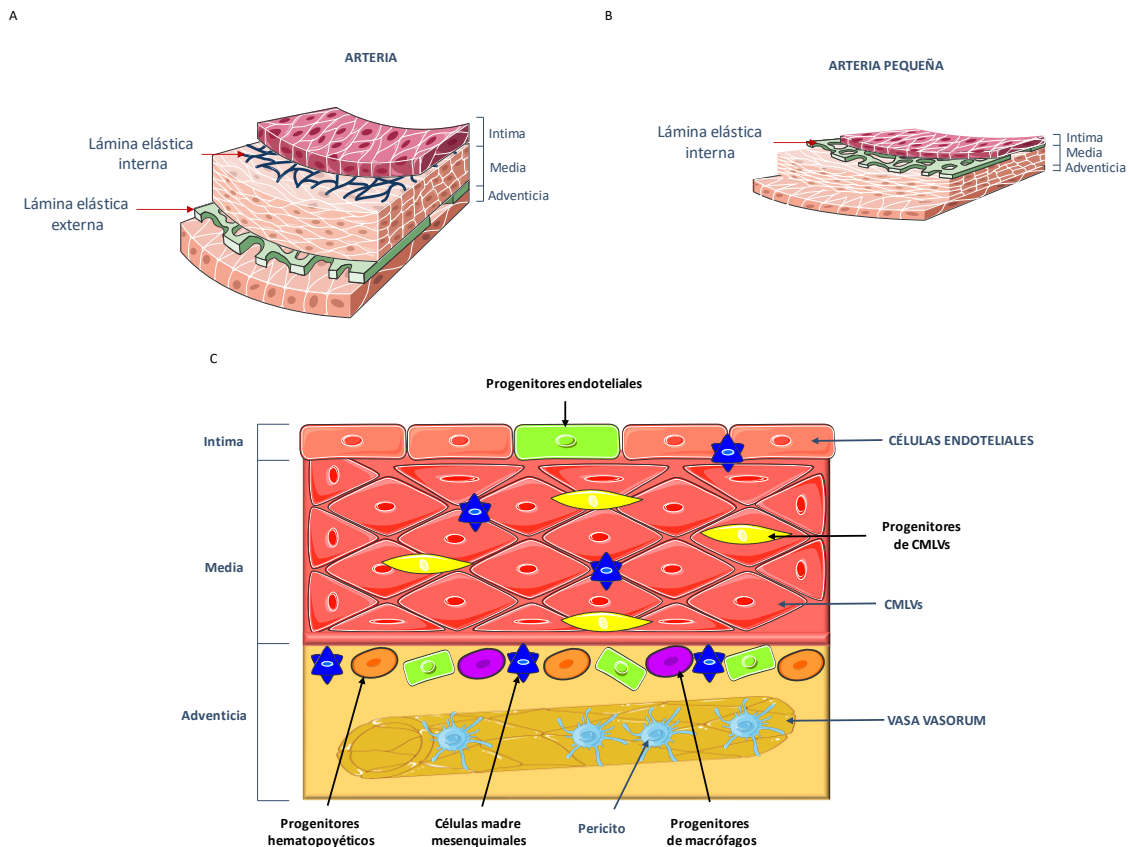 A
B
ARTERIA
ARTERIA PEQUEÑA
Lámina elástica
interna
Intima
Media
Adventicia
Lámina elástica
externa
Lámina elástica
interna
Intima
Media
Adventicia
C
Progenitores endoteliales
Intima
CÉLULAS ENDOTELIALES
Progenitores
de CMLVs
Media
CMLVs
Adventicia
VASA VASORUM
Progenitores
hematopoyéticos
Células madre
mesenquimales
Pericito
Progenitores
de macrófagos